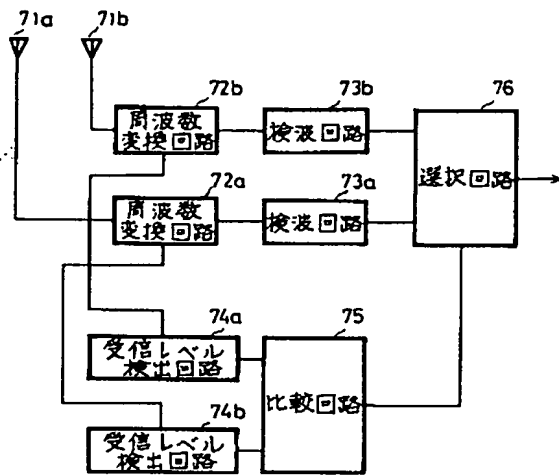 71a
71b
72b
周波数
変換回路
73b
検波回路
76
選択回路
72a
周波数
変換回路
73a
検波回路
74a
受信レベル
検出回路
75
比較回路
74b
受信レベル
検出回路